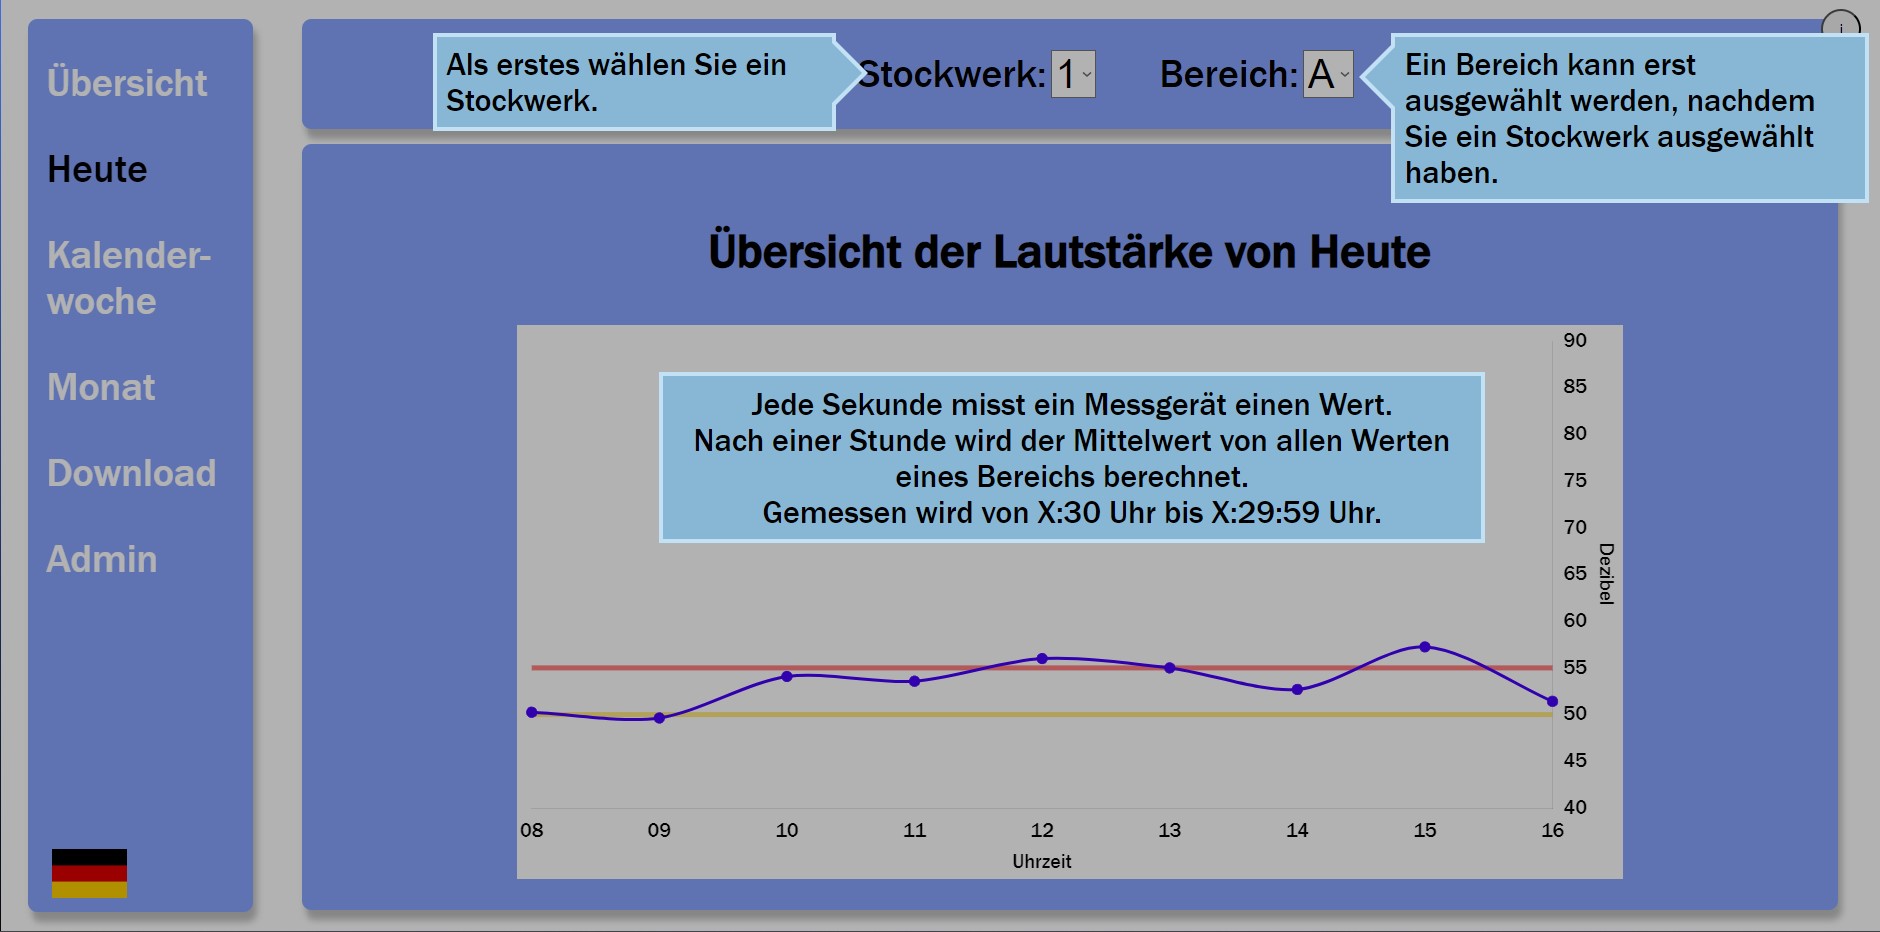 Übersicht
Heute
Kalender-
woche
Monat
Download
Admin
Als erstes wählen Sie ein
Stockwerk.
Stockwerk: 1
Bereich: A
i
Ein Bereich kann erst
ausgewählt werden, nachdem
Sie ein Stockwerk ausgewählt
haben.
Übersicht der Lautstärke von Heute
Jede Sekunde misst ein Messgerät einen Wert.
Nach einer Stunde wird der Mittelwert von allen Werten
eines Bereichs berechnet.
Gemessen wird von X:30 Uhr bis X:29:59 Uhr.
90
85
80
75
70
65
60
55
50
45
40
Dezibel
08 09 10 11 12 13 14 15 16
Uhrzeit